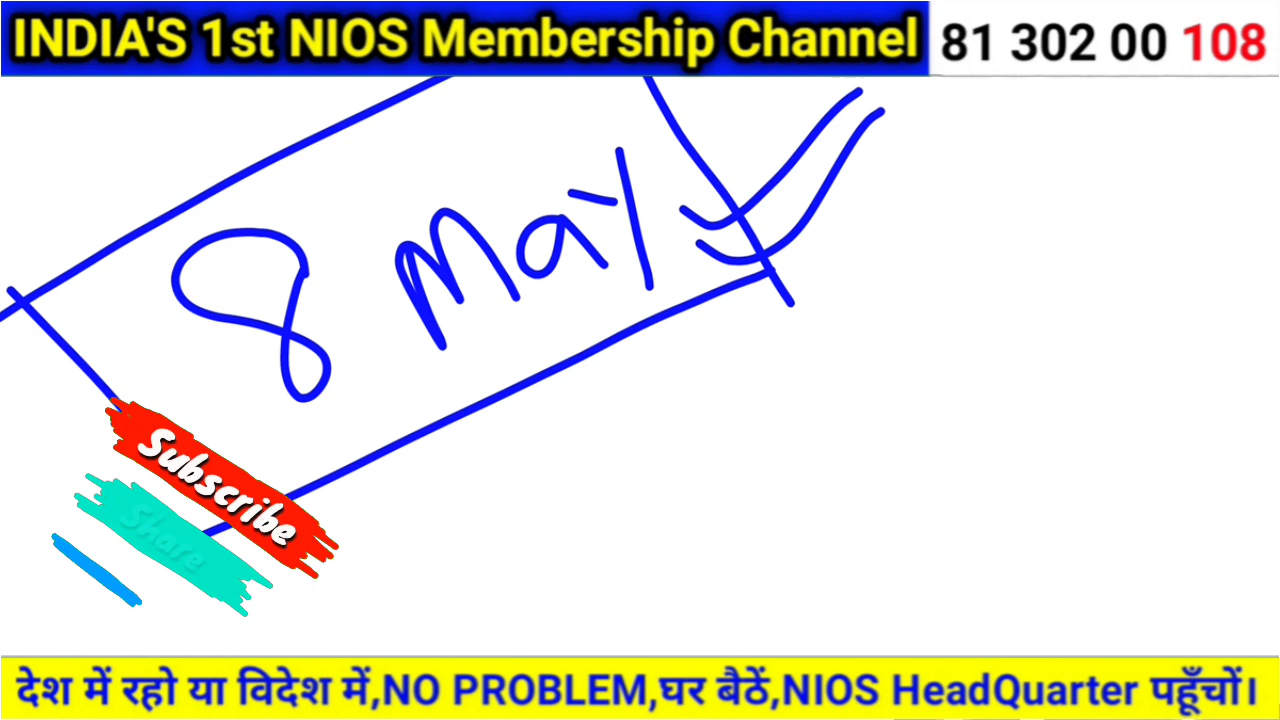 INDIA'S 1st NIOS Membership Channel 81 302 00 108
8 May
Subscribe
Share
देश में रहो या विदेश में,NO PROBLEM,घर बैठें,NIOS HeadQuarter पहूँचों।